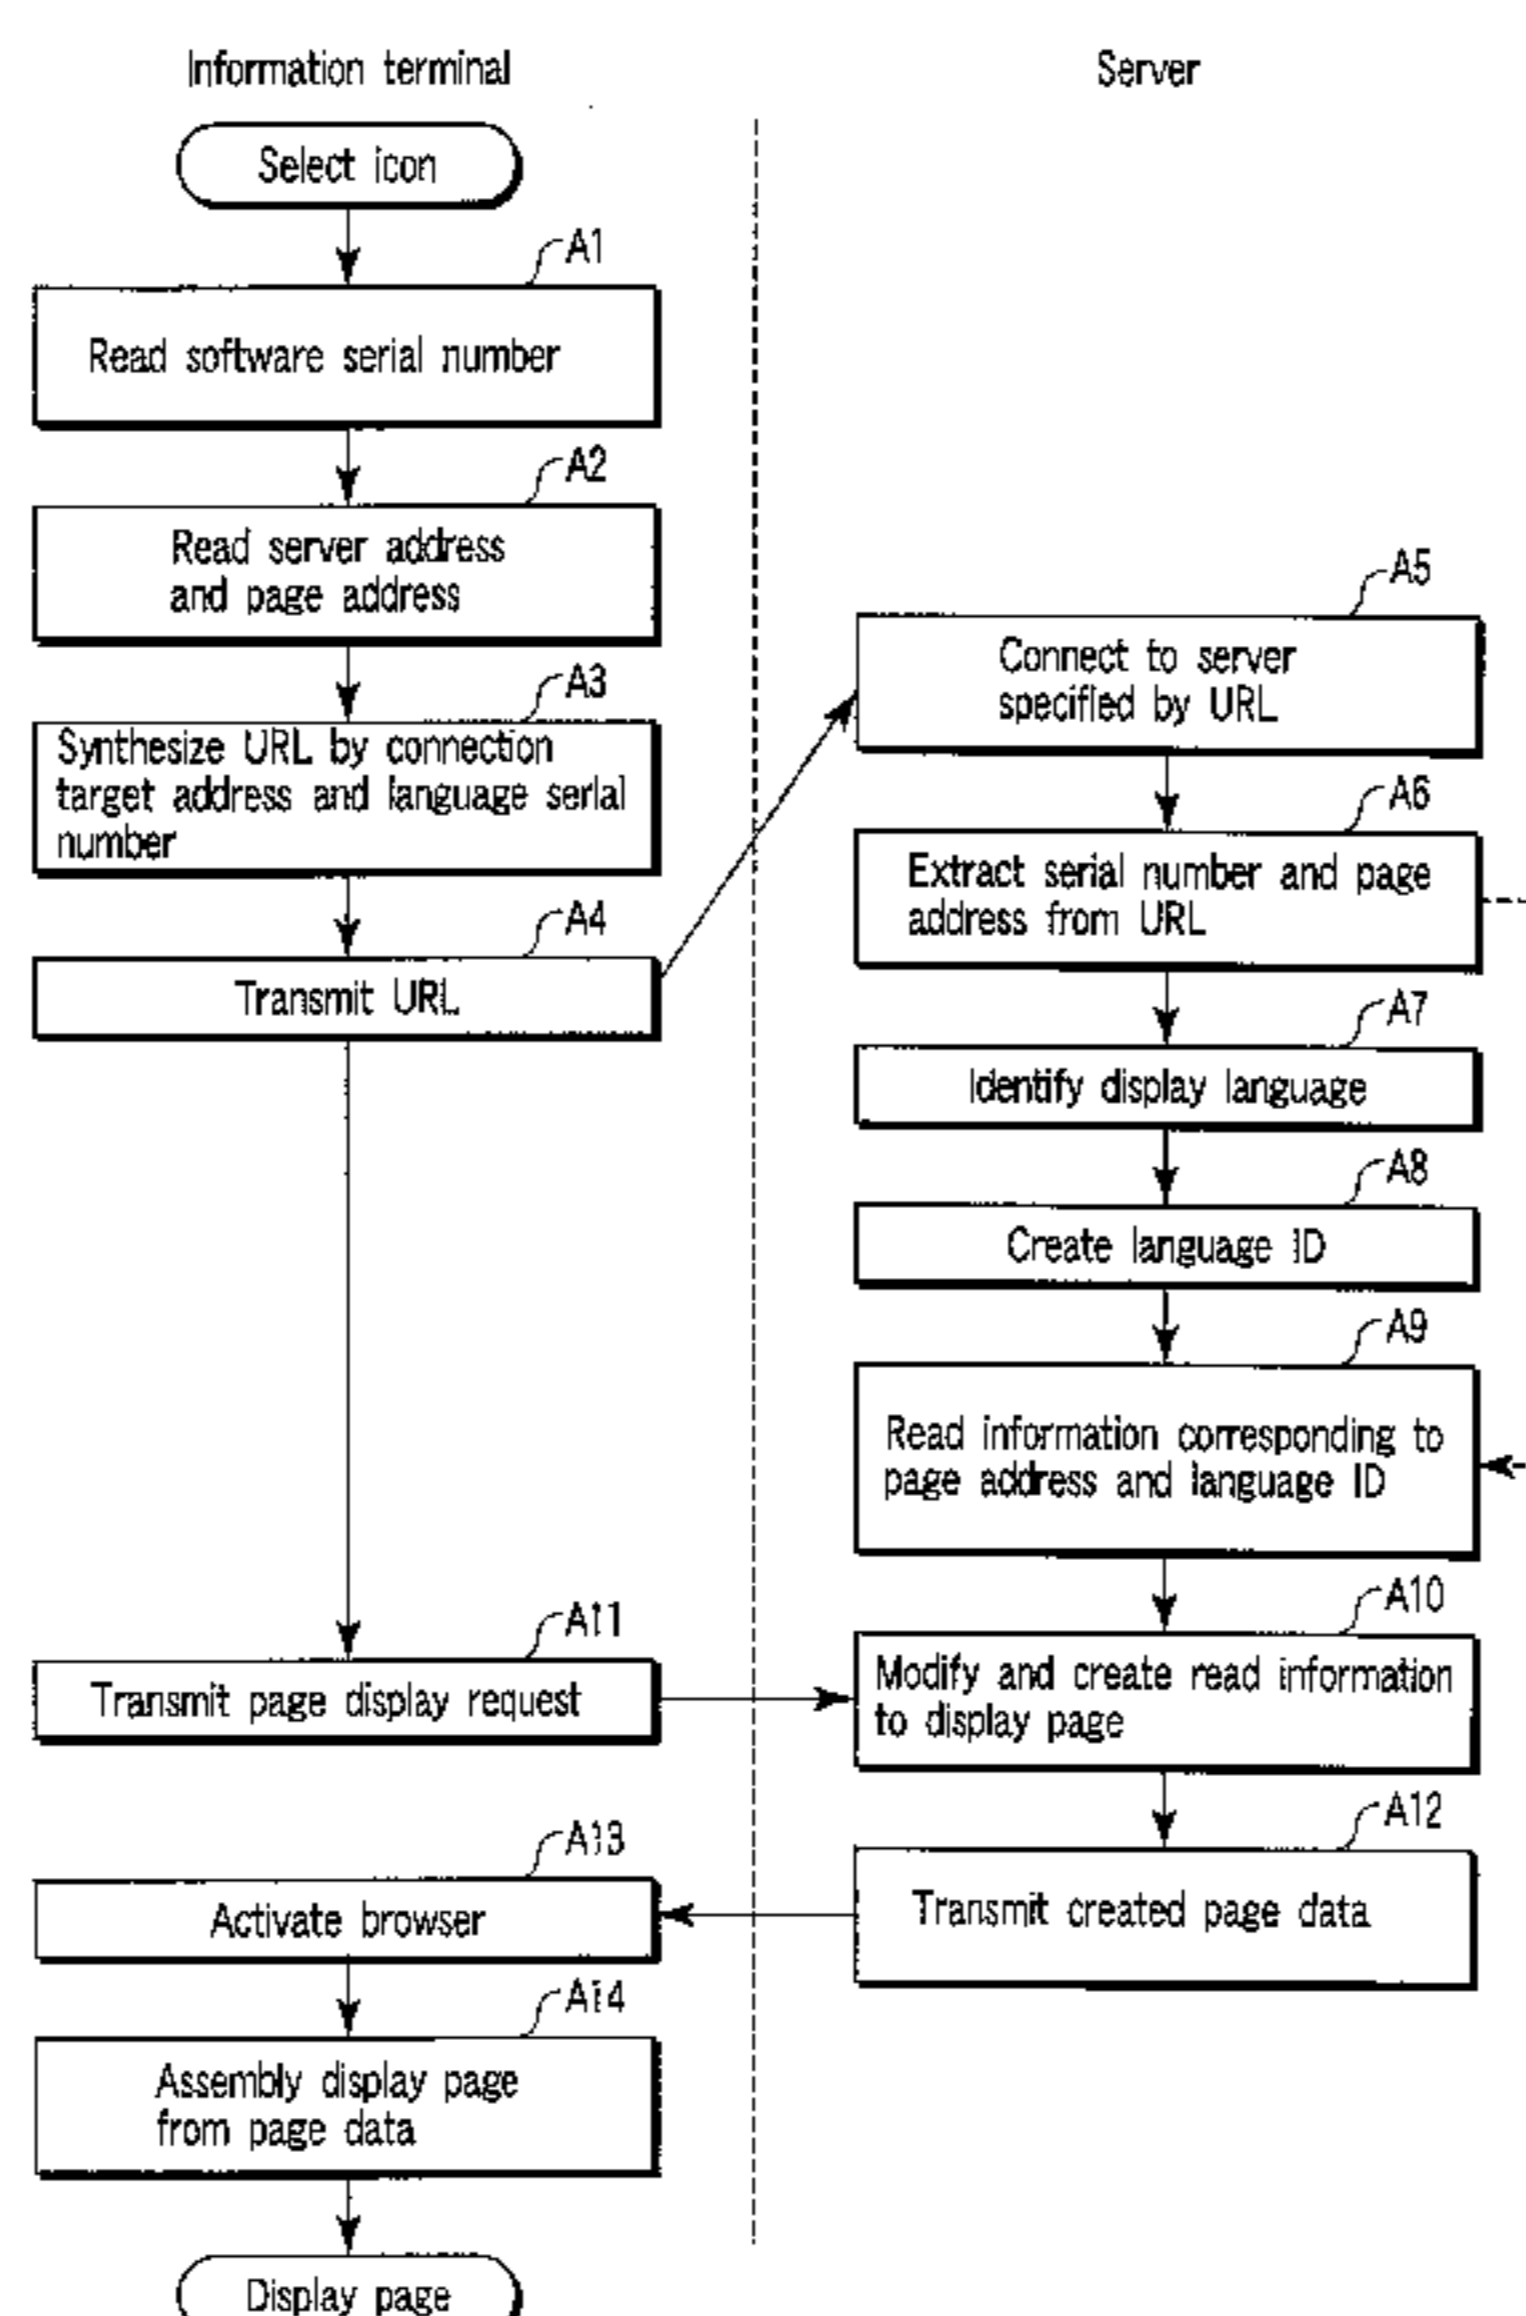 Information terminal
Server
Select icon
A1
Read software serial number
A2
Read server address
and page address
A3
Synthesize URL by connection
target address and language serial
number
A4
Transmit URL
A5
Connect to server
specified by URL
A6
Extract serial number and page
address from URL
A7
Identify display language
A8
Create language ID
A9
Read information corresponding to
page address and language ID
A10
Modify and create read information
to display page
A11
Transmit page display request
A12
Transmit created page data
A13
Activate browser
A14
Assembly display page
from page data
Display page